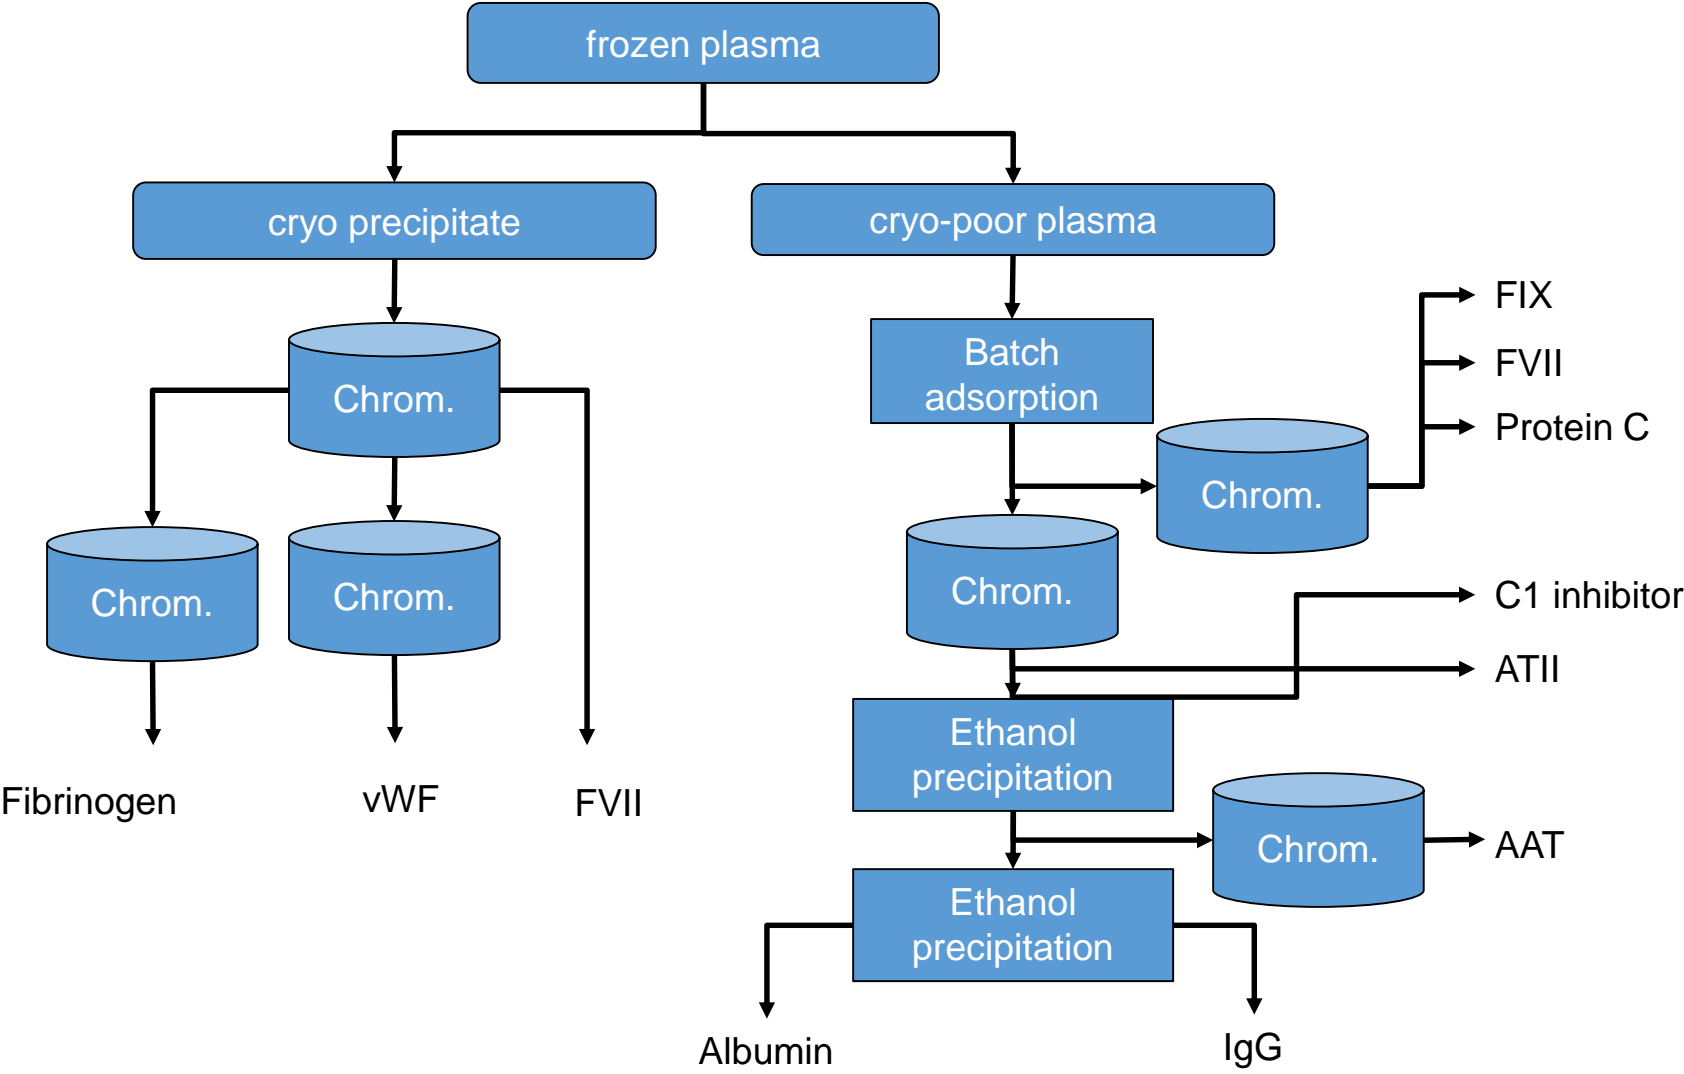 frozen plasma
cryo precipitate
cryo-poor plasma
Batch
adsorption
FIX
FVII
Protein C
Chrom.
Chrom.
Chrom.
Chrom.
Chrom.
C1 inhibitor
ATII
Ethanol
precipitation
Fibrinogen
vWF
FVII
Chrom.
AAT
Ethanol
precipitation
Albumin
IgG